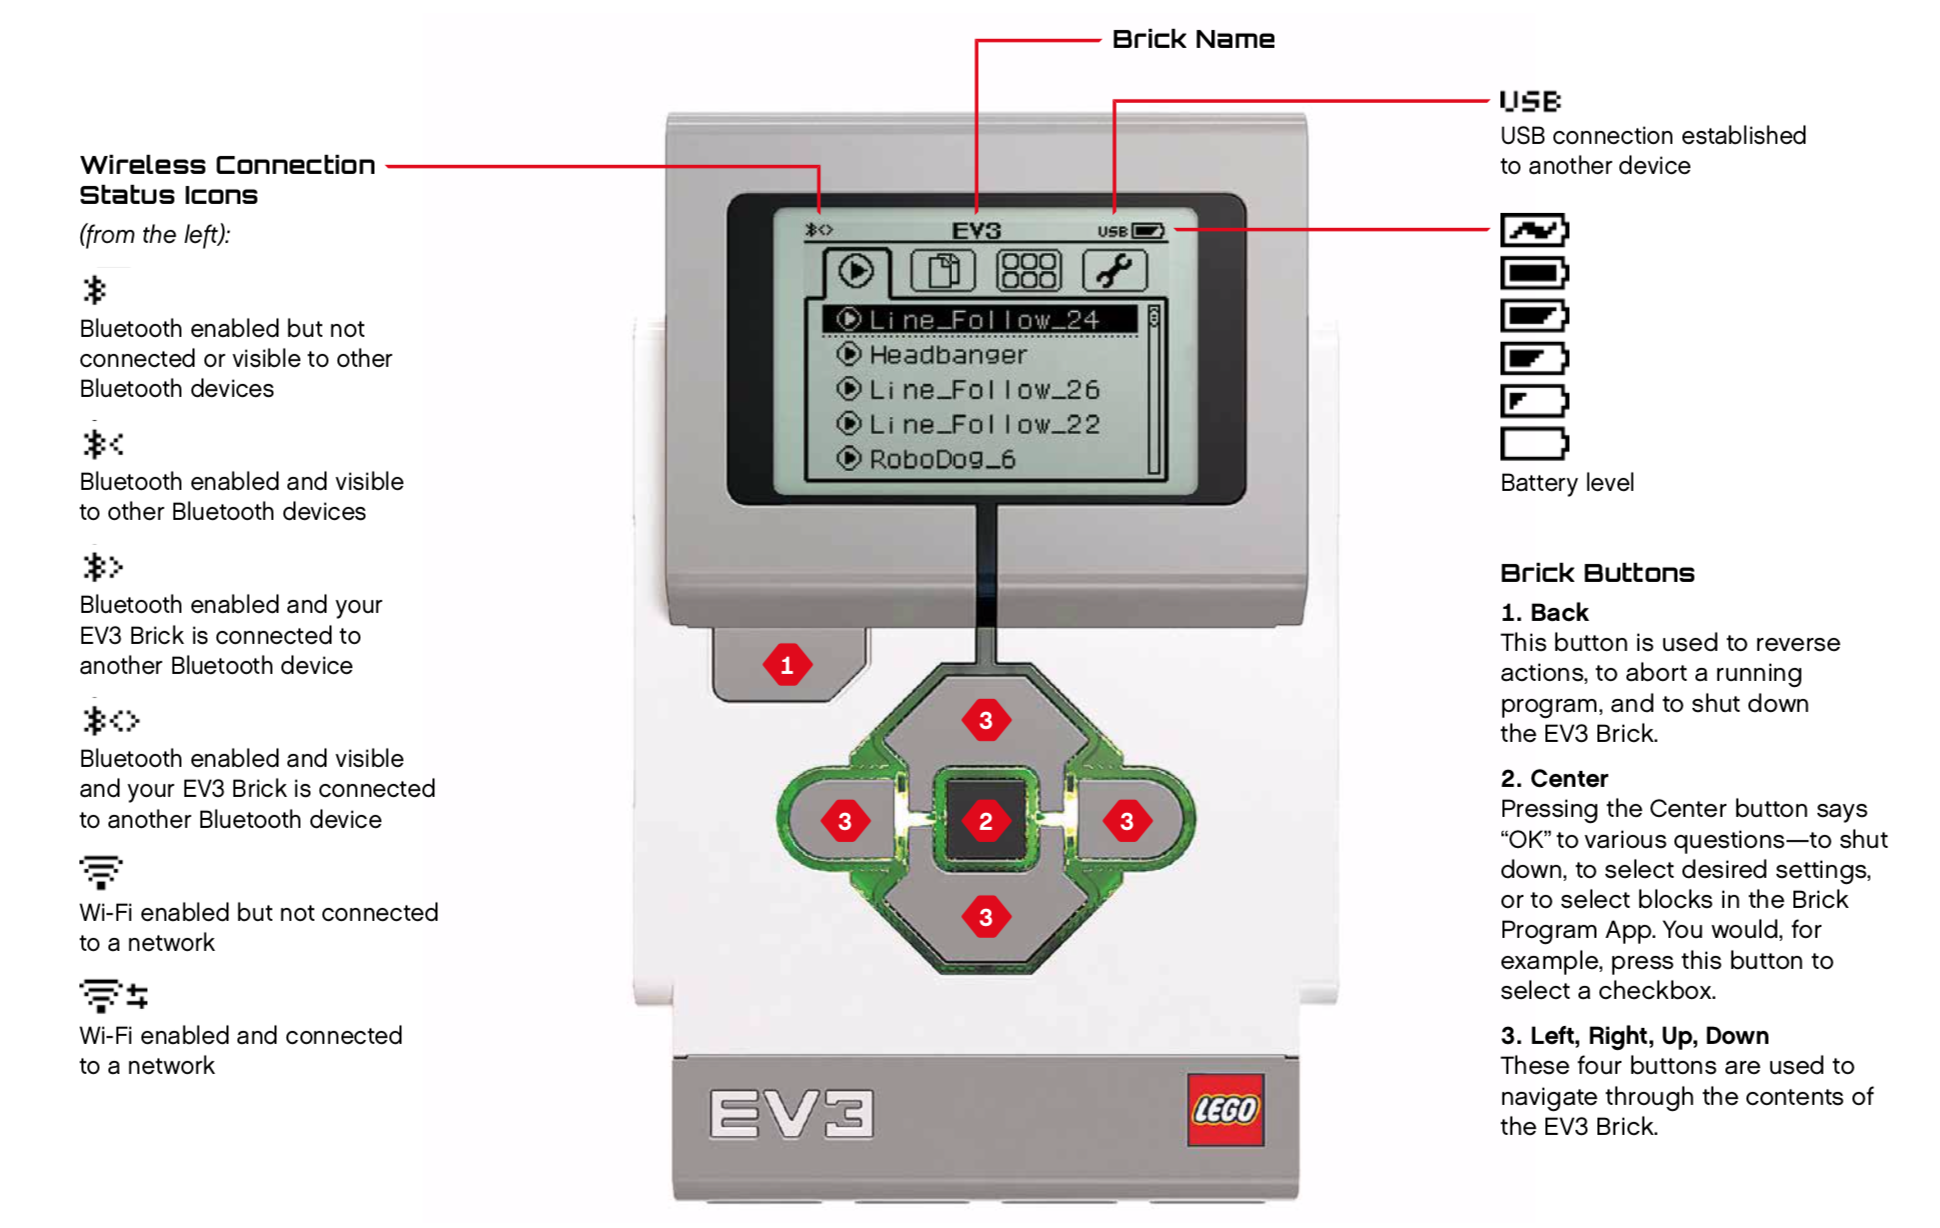 Brick Name
Wireless Connection
Status Icons
(from the left):
Bluetooth enabled but not
connected or visible to other
Bluetooth devices
Bluetooth enabled and visible
to other Bluetooth devices
Bluetooth enabled and your
EV3 Brick is connected to
another Bluetooth device
Bluetooth enabled and visible
and your EV3 Brick is connected
to another Bluetooth device
Wi-Fi enabled but not connected
to a network
Wi-Fi enabled and connected
to a network
EV3 USB
Line_Follow_24
Headbanger
Line_Follow_26
Line_Follow_22
RoboDog_6
1
3
3 2 3
3
EV3 LEGO
USB
USB connection established
to another device
Battery level
Brick Buttons
1. Back
This button is used to reverse
actions, to abort a running
program, and to shut down
the EV3 Brick.
2. Center
Pressing the Center button says
“OK” to various questions—to shut
down, to select desired settings,
or to select blocks in the Brick
Program App. You would, for
example, press this button to
select a checkbox.
3. Left, Right, Up, Down
These four buttons are used to
navigate through the contents of
the EV3 Brick.